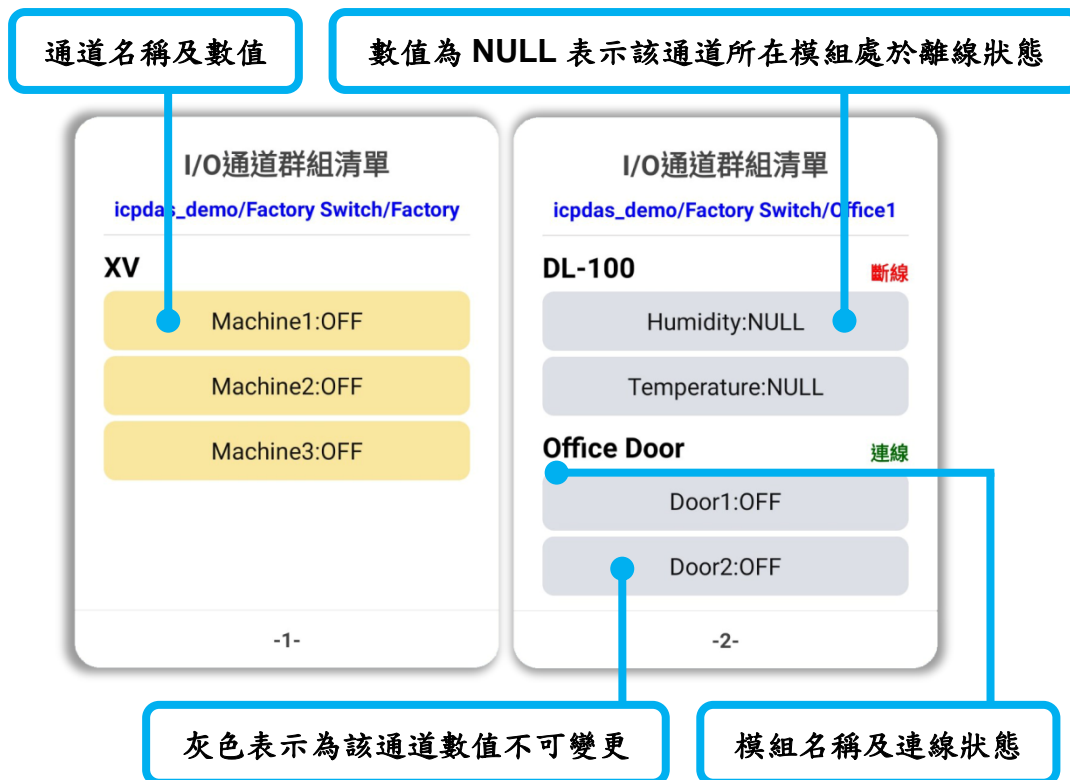 通道名稱及數值
數值為 NULL 表示該通道所在模組處於離線狀態
I/O通道群組清單
icpdas_demo/Factory Switch/Factory
XV
Machine1:OFF
Machine2:OFF
Machine3:OFF
-1-
I/O通道群組清單
icpdas_demo/Factory Switch/Office1
DL-100
斷線
Humidity:NULL
Temperature:NULL
Office Door
連線
Door1:OFF
Door2:OFF
-2-
灰色表示為該通道數值不可變更
模組名稱及連線狀態